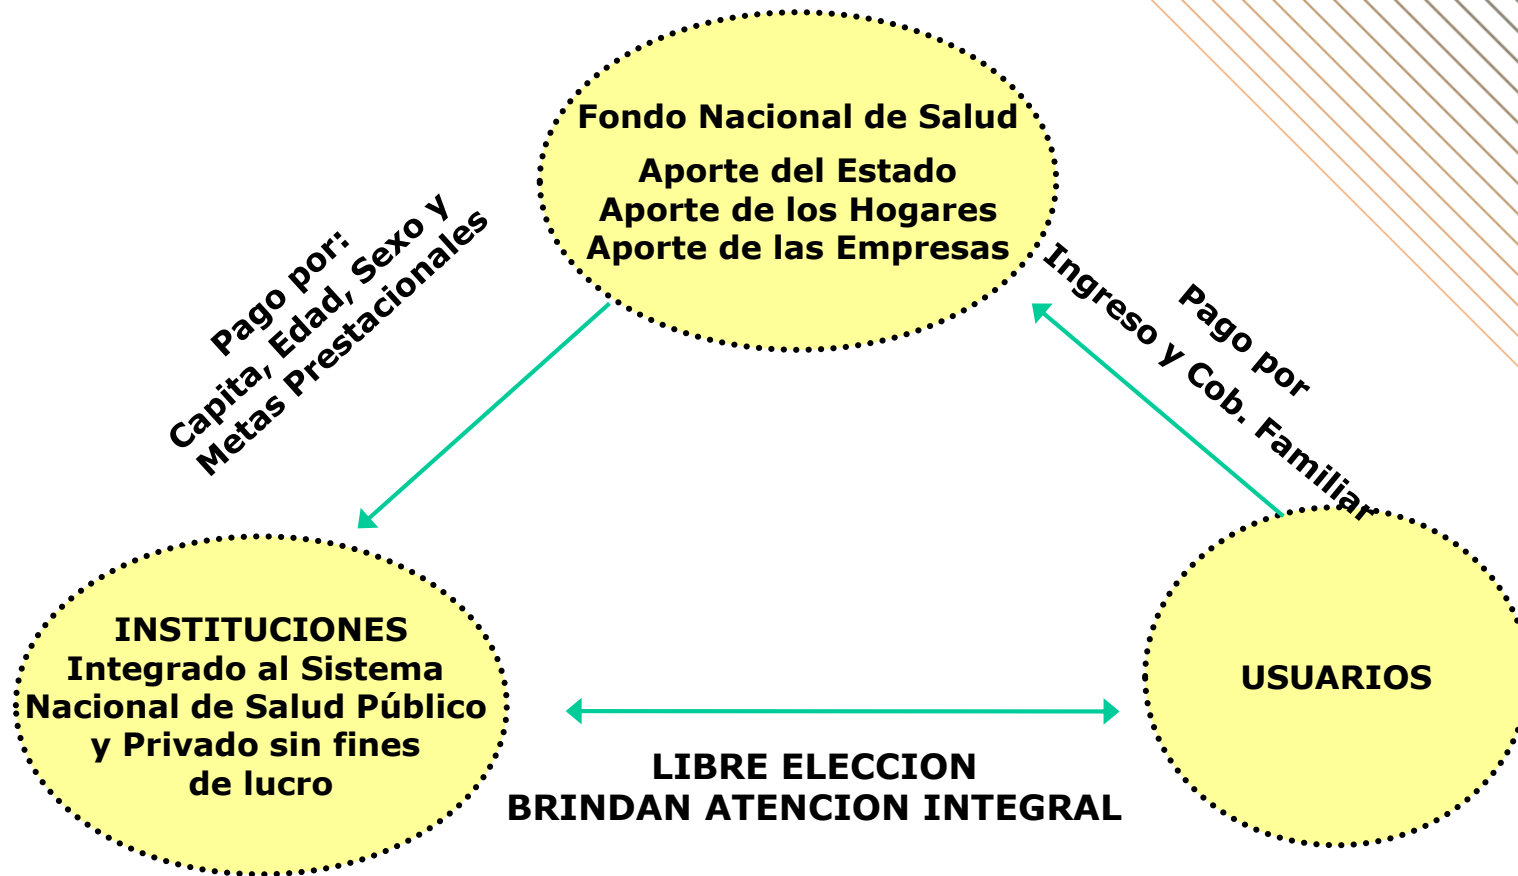 Fondo Nacional de Salud
Aporte del Estado
Aporte de los Hogares
Aporte de las Empresas
Pago por:
Capita, Edad, Sexo y
Metas Prestacionales
Pago por
Ingreso y Cob. Familiar
INSTITUCIONES
Integrado al Sistema
Nacional de Salud Público
y Privado sin fines
de lucro
USUARIOS
LIBRE ELECCION
BRINDAN ATENCION INTEGRAL